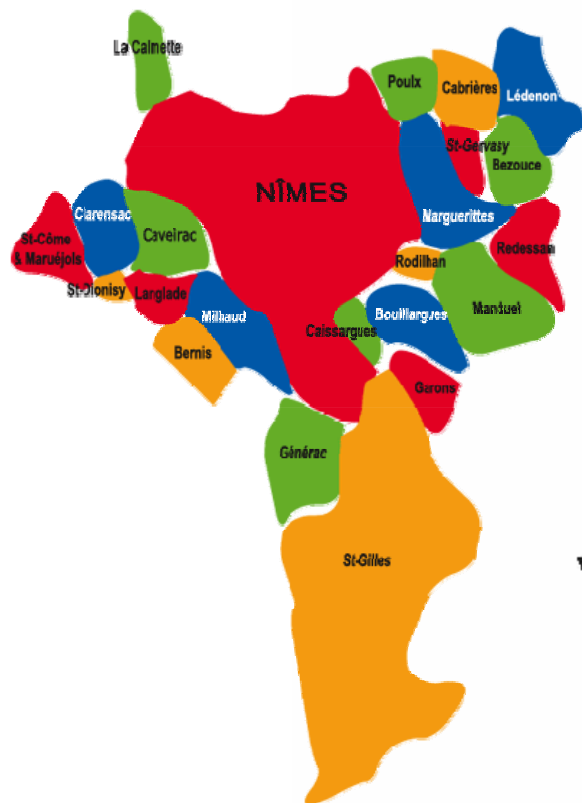 La Calmette
Poulx
Cabrières
Lédenon
St-Gervasy
Bezouce
NÎMES
Clarensac
Marguerittes
St-Côme
& Maruéjols
Caveirac
Redessan
Rodilhan
St-Dionisy
Langlade
Milhaud
Manduel
Bouillargues
Caissargues
Bernis
Garons
Générac
St-Gilles